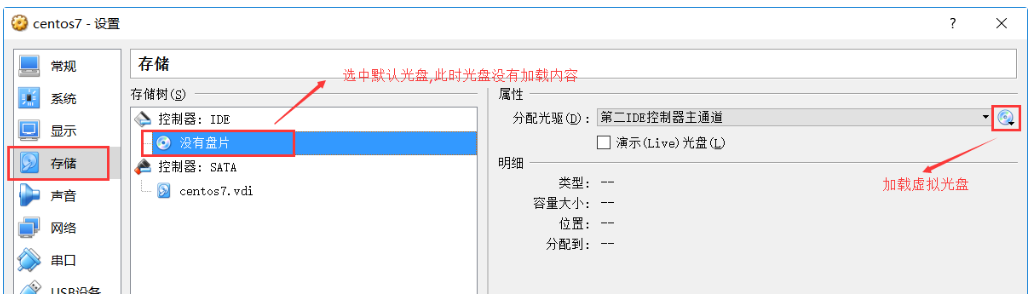 centos7 - 设置
?
常规
系统
显示
存储
声音
网络
串口
USB设备
存储
选中默认光盘,此时光盘没有加载内容
存储树(S)
控制器: IDE
没有盘片
控制器: SATA
centos7.vdi
属性
分配光驱(D): 第二IDE控制器主通道
演示(Live)光盘(L)
明细
类型: --
容量大小: --
位置: --
分配到: --
加载虚拟光盘